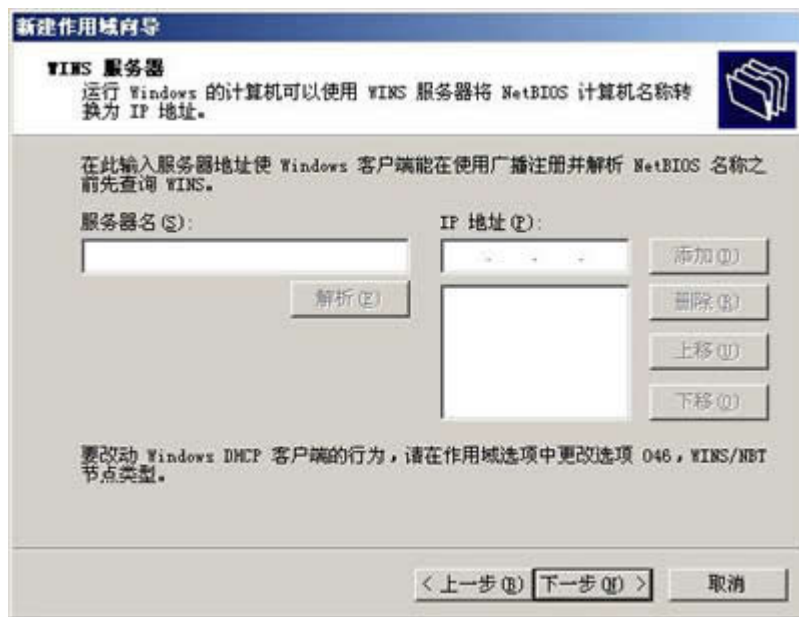 新建作用域向导
WINS 服务器
运行 Windows 的计算机可以使用 WINS 服务器将 NetBIOS 计算机名称转
换为 IP 地址。
在此输入服务器地址使 Windows 客户端能在使用广播注册并解析 NetBIOS 名称之
前先查询 WINS。
服务器名(S):
IP 地址(P):
添加(D)
解析(E)
删除(R)
上移(U)
下移(O)
要改动 Windows DHCP 客户端的行为，请在作用域选项中更改选项 046，WINS/NBT
节点类型。
< 上一步(B) 下一步(N) > 取消